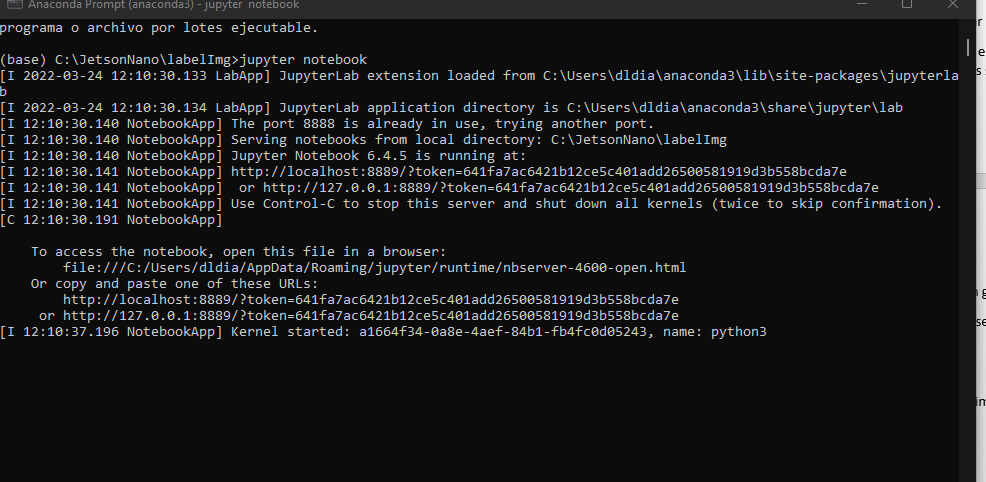 Anaconda Prompt (anaconda3) - jupyter notebook
programa o archivo por lotes ejecutable.
(base) C:\JetsonNano\labelImg>jupyter notebook
[I 2022-03-24 12:10:30.133 LabApp] JupyterLab extension loaded from C:\Users\dldia\anaconda3\lib\site-packages\jupyterla
b
[I 2022-03-24 12:10:30.134 LabApp] JupyterLab application directory is C:\Users\dldia\anaconda3\share\jupyter\lab
[I 12:10:30.140 NotebookApp] The port 8888 is already in use, trying another port.
[I 12:10:30.140 NotebookApp] Serving notebooks from local directory: C:\JetsonNano\labelImg
[I 12:10:30.140 NotebookApp] Jupyter Notebook 6.4.5 is running at:
[I 12:10:30.141 NotebookApp] http://localhost:8889/?token=641fa7ac6421b12ce5c401add26500581919d3b558bcda7e
[I 12:10:30.141 NotebookApp]  or http://127.0.0.1:8889/?token=641fa7ac6421b12ce5c401add26500581919d3b558bcda7e
[I 12:10:30.141 NotebookApp] Use Control-C to stop this server and shut down all kernels (twice to skip confirmation).
[C 12:10:30.191 NotebookApp]
To access the notebook, open this file in a browser:
file:///C:/Users/dldia/AppData/Roaming/jupyter/runtime/nbserver-4600-open.html
Or copy and paste one of these URLs:
http://localhost:8889/?token=641fa7ac6421b12ce5c401add26500581919d3b558bcda7e
or http://127.0.0.1:8889/?token=641fa7ac6421b12ce5c401add26500581919d3b558bcda7e
[I 12:10:37.196 NotebookApp] Kernel started: a1664f34-0a8e-4aef-84b1-fb4fc0d05243, name: python3